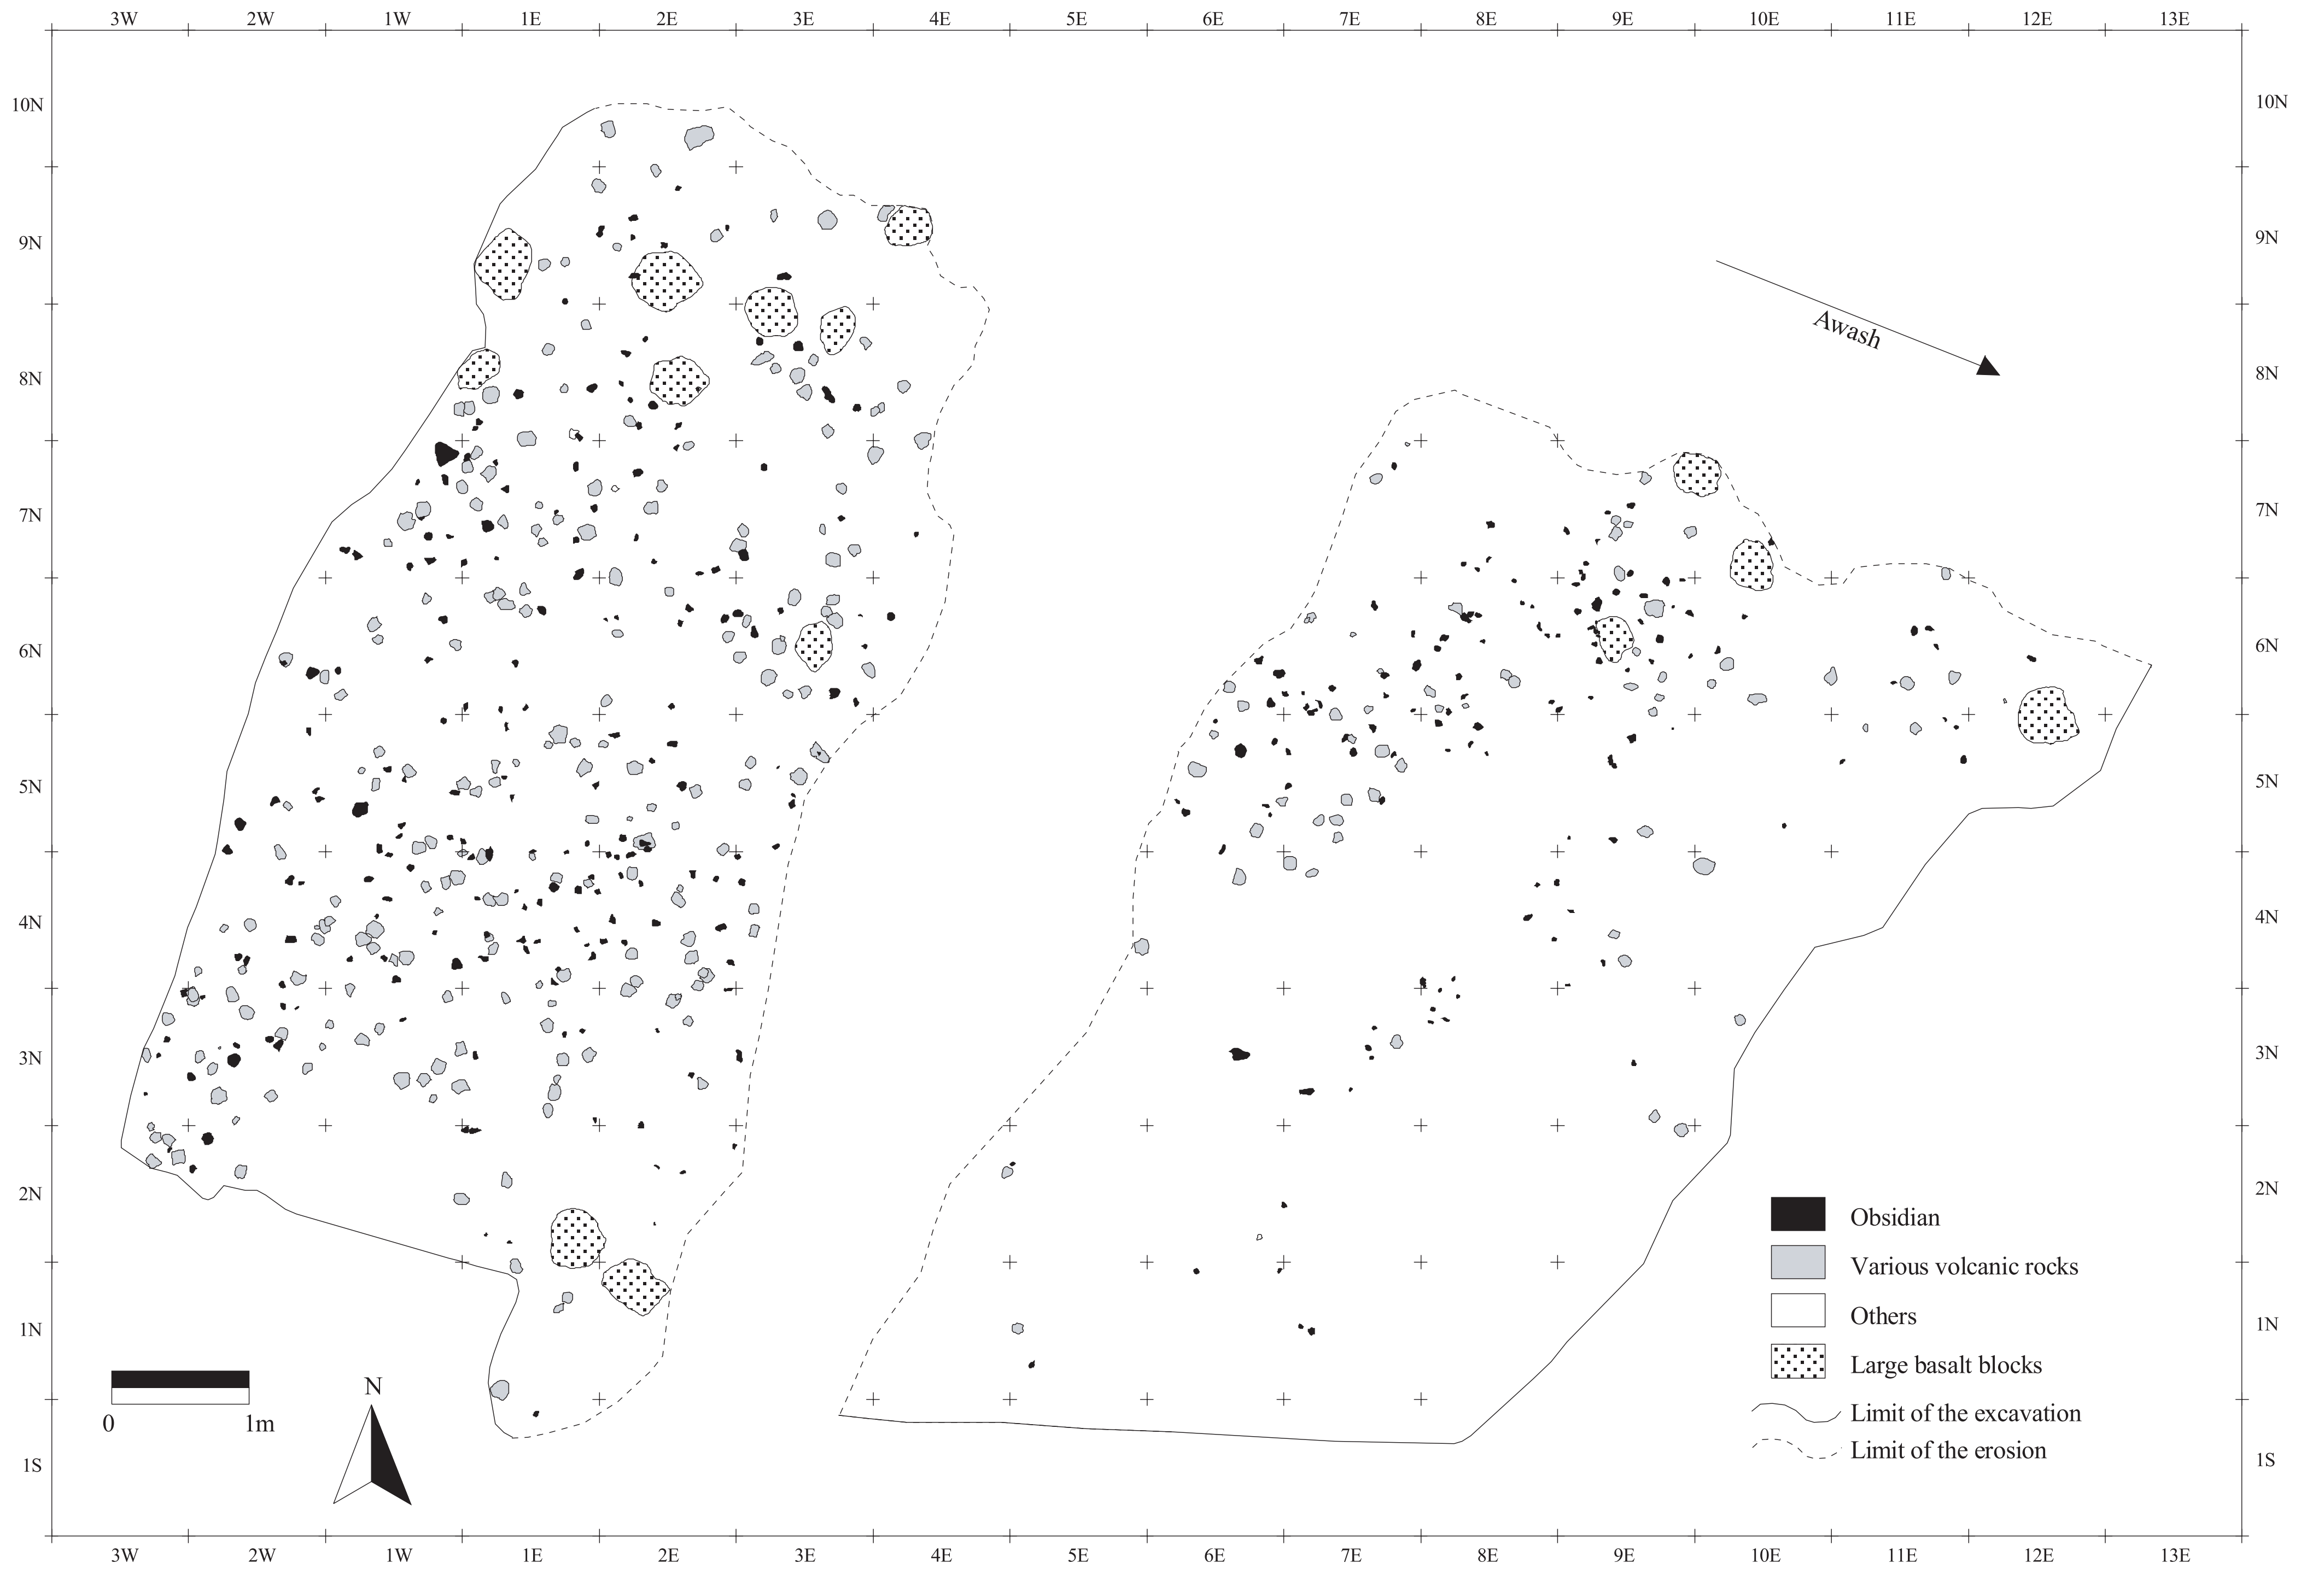 3W 2W 1W 1E 2E 3E 4E 5E 6E 7E 8E 9E 10E 11E 12E 13E
10N 10N
9N 9N
Awash
8N 8N
7N 7N
6N 6N
5N 5N
4N 4N
3N 3N
2N 2N
Obsidian
Various volcanic rocks
Others
1N 1N
Large basalt blocks
N
0 1m
Limit of the excavation
Limit of the erosion
1S 1S
3W 2W 1W 1E 2E 3E 4E 5E 6E 7E 8E 9E 10E 11E 12E 13E